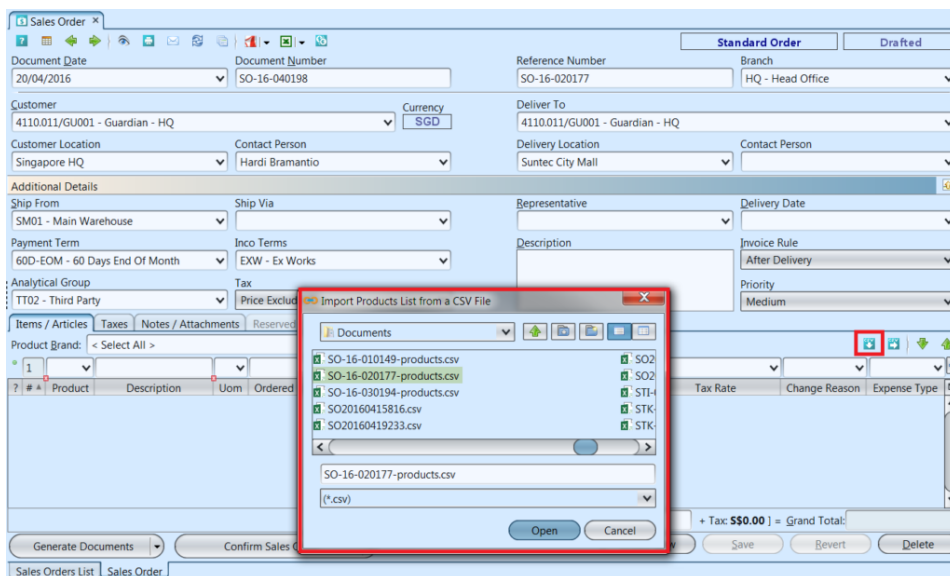 Sales Order
Standard Order Drafted
Document Date Document Number Reference Number Branch
20/04/2016 SO-16-040198 SO-16-020177 HQ - Head Office
Customer Currency Deliver To
4110.011/GU001 - Guardian - HQ SGD 4110.011/GU001 - Guardian - HQ
Customer Location Contact Person Delivery Location Contact Person
Singapore HQ Hardi Bramantio Suntec City Mall
Additional Details
Ship From Ship Via Representative Delivery Date
SM01 - Main Warehouse
Payment Term Inco Terms Description Invoice Rule
60D-EOM - 60 Days End Of Month EXW - Ex Works After Delivery
Analytical Group Tax Priority
TT02 - Third Party Price Exclud Medium
Import Products List from a CSV File
Items / Articles Taxes Notes / Attachments Reserved
Documents
Product Brand: < Select All >
SO-16-010149-products.csv SO20
1
SO-16-020177-products.csv SO20
? # Product Description Uom Ordered Tax Rate Change Reason Expense Type
SO-16-030194-products.csv STI-
SO20160415816.csv STK-
SO20160419233.csv STK-
SO-16-020177-products.csv
(*.csv)
+ Tax: S$0.00 ] = Grand Total:
Open Cancel
Generate Documents Confirm Sales Save Revert Delete
Sales Orders List Sales Order